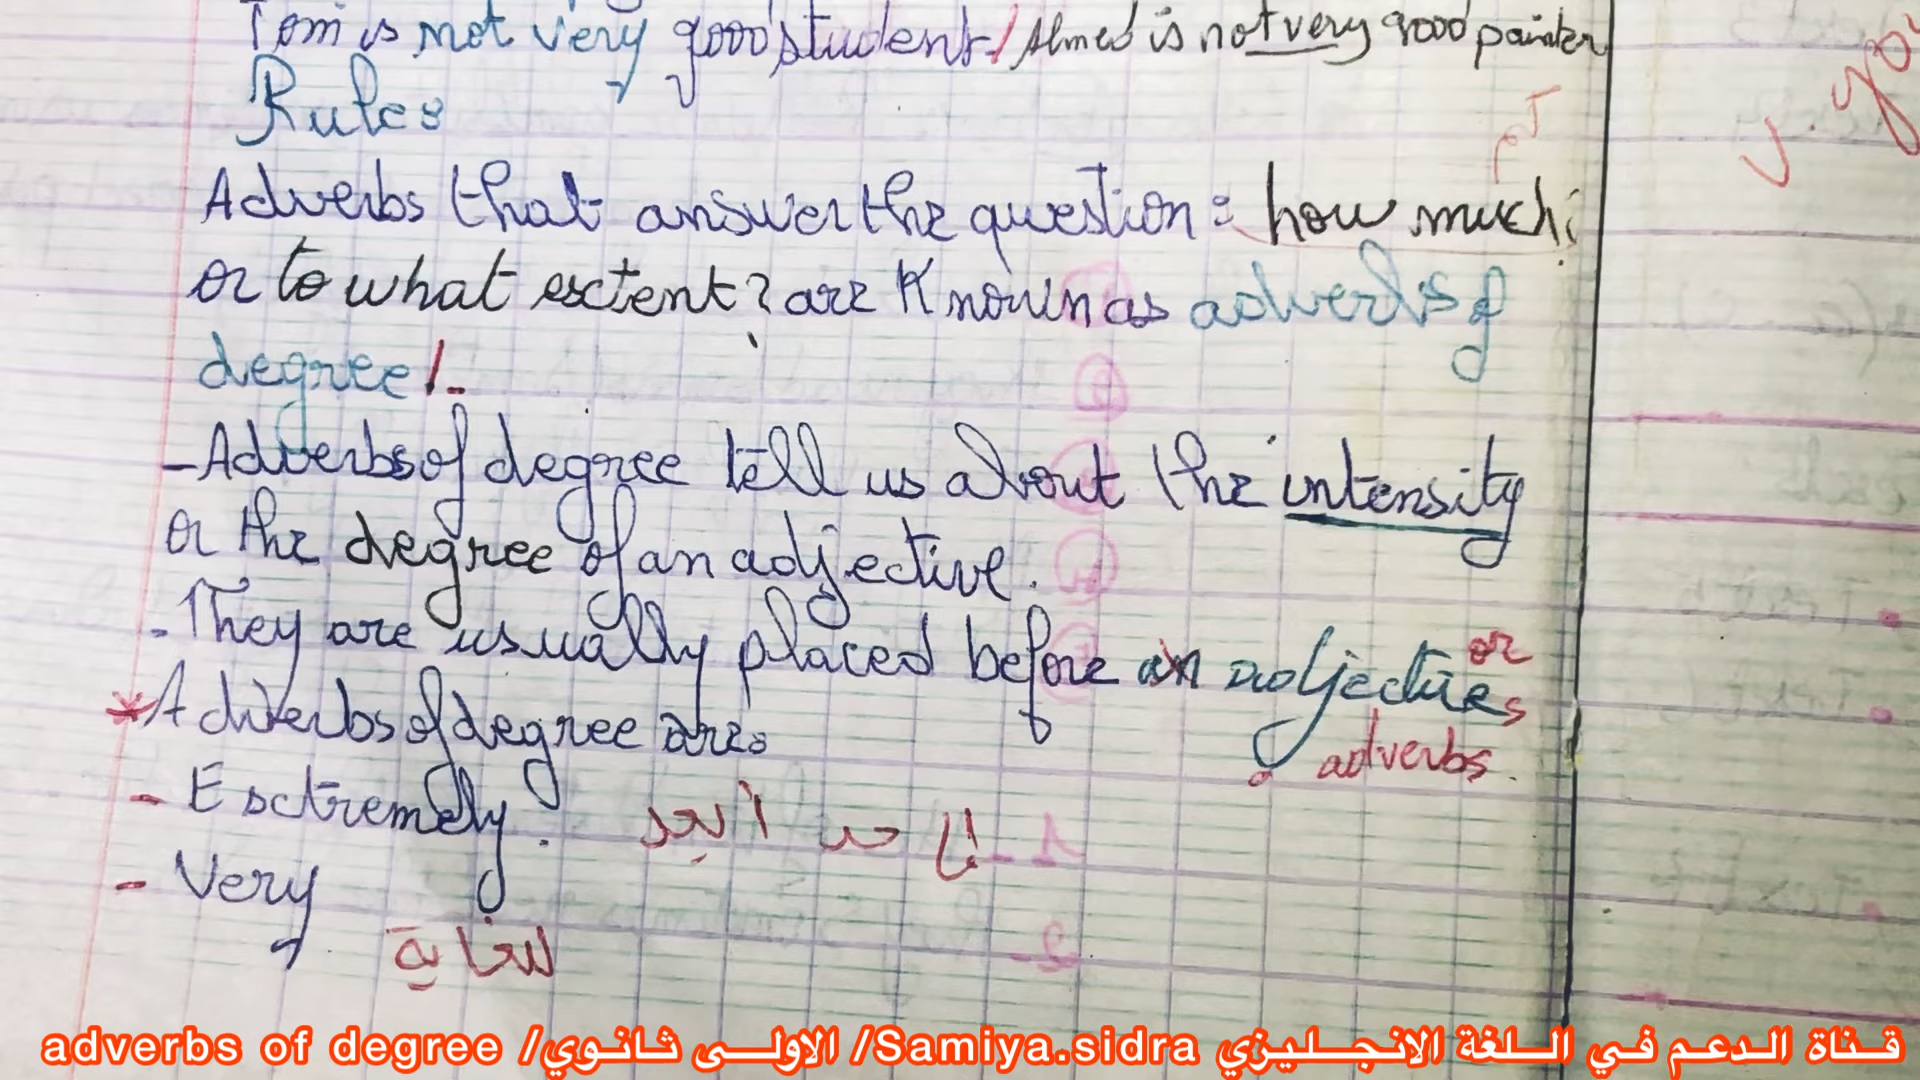 Tom is not very good student / Ahmed is not very good painter
Rule:
Adverbs that answer the question: how much;
or to what extent? are known as adverbs of
degree/.
- Adverbs of degree tell us about the intensity
or the degree of an adjective.
- They are usually placed before an adjectives or
adverbs.
* Adverbs of degree are:
- Extremely. الى حد أبعد
- Very للغاية
قناة الدعم في اللغة الانجليزي Samiya.sidra/ الاولى ثانوي/ adverbs of degree